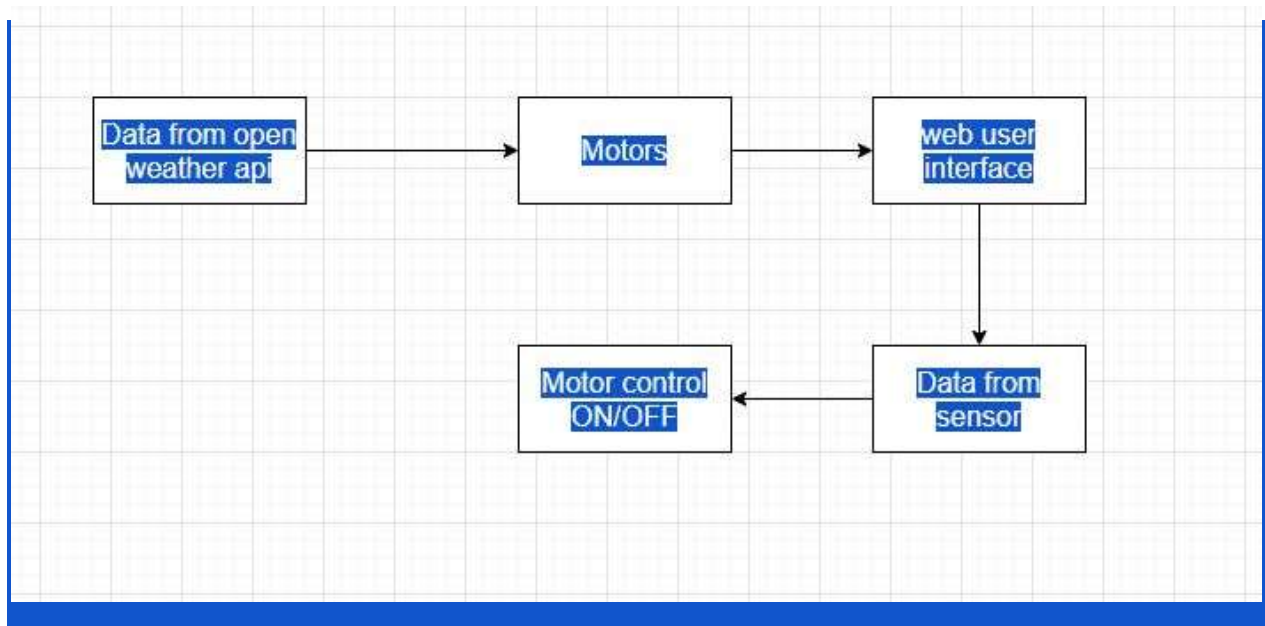 Data from open
weather api
Motors
web user
interface
Motor control
ON/OFF
Data from
sensor